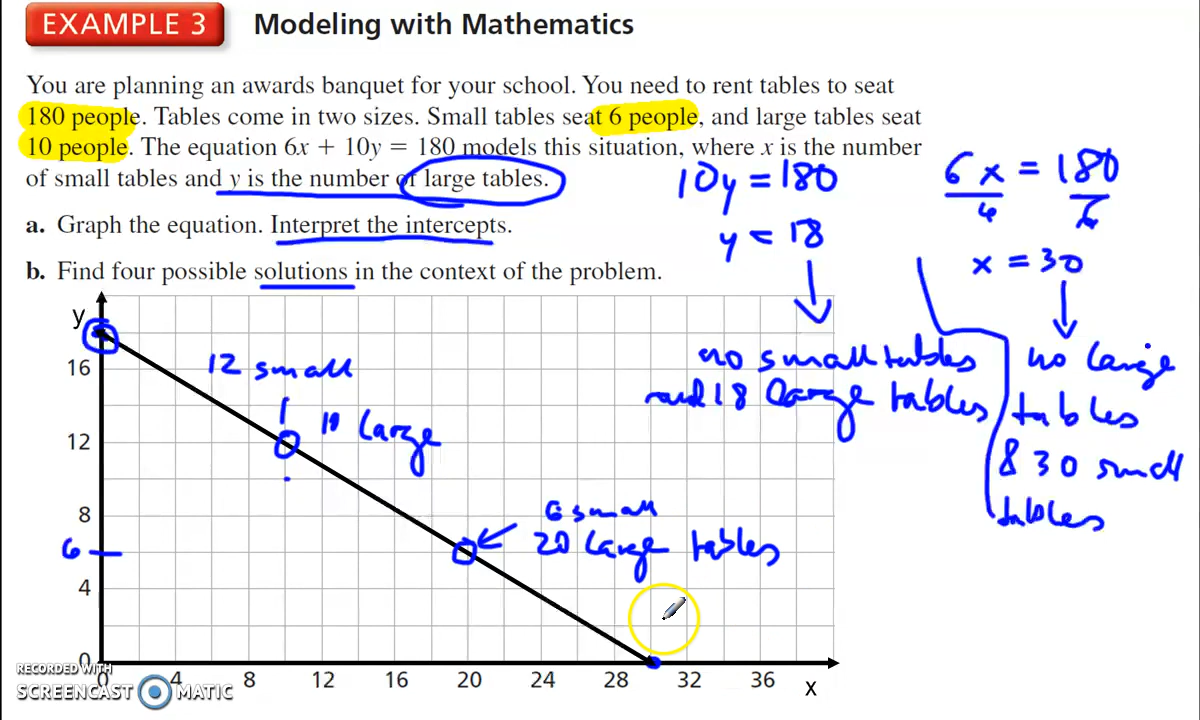 EXAMPLE 3 Modeling with Mathematics
You are planning an awards banquet for your school. You need to rent tables to seat
180 people. Tables come in two sizes. Small tables seat 6 people, and large tables seat
10 people. The equation 6x + 10y = 180 models this situation, where x is the number
of small tables and y is the number of large tables.
a. Graph the equation. Interpret the intercepts.
b. Find four possible solutions in the context of the problem.
10y = 180
y = 18
no small tables
and 18 large tables
6x = 180
6 6
x = 30
no large
tables
& 30 small
tables
y
16
12
8
6
4
0
12 small
large
6 small
20 large tables
0 4 8 12 16 20 24 28 32 36
x
RECORDED WITH
SCREENCAST MATIC